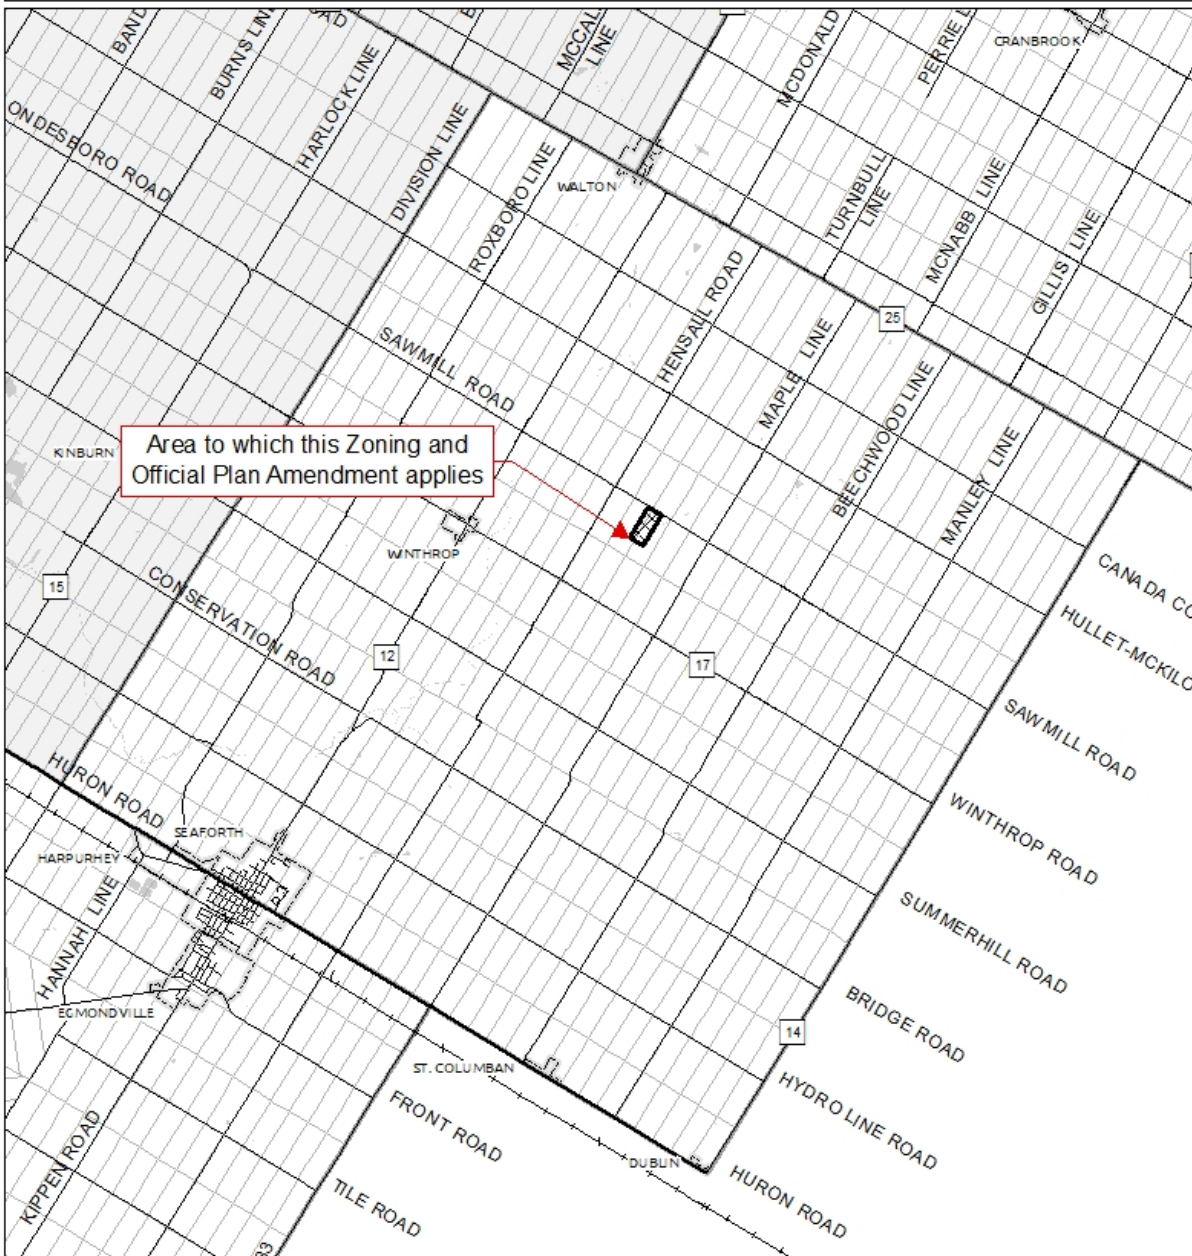 BAND
BURNS LINE
HARLOCK LINE
MCCAL
LINE
MCDONALD
PERRIE L
CRANBROOK
ONDESBORO ROAD
DIVISION LINE
ROXBORO LINE
WALTON
TURNBULL
LINE
MCNABB LINE
GILLIS LINE
HENSALL ROAD
25
SAWMILL ROAD
MAPLE LINE
BEECHWOOD LINE
MANLEY LINE
KINBURN
Area to which this Zoning and
Official Plan Amendment applies
WINTHROP
15
CONSERVATION ROAD
12
17
CANADA CO
HULLET-MCKILO
SAWMILL ROAD
WINTHROP ROAD
SUMMERHILL ROAD
BRIDGE ROAD
14
HYDRO LINE ROAD
HURON ROAD
HURON ROAD
SEAFORTH
HARPURHEY
HANNAH LINE
EGMONDVILLE
ST. COLUMBAN
FRONT ROAD
DUBLIN
KIPPEN ROAD
TILE ROAD